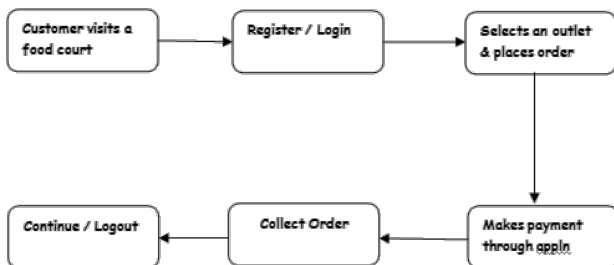 Customer visits a
food court
Register / Login
Selects an outlet
& places order
Makes payment
through appln
Collect Order
Continue / Logout